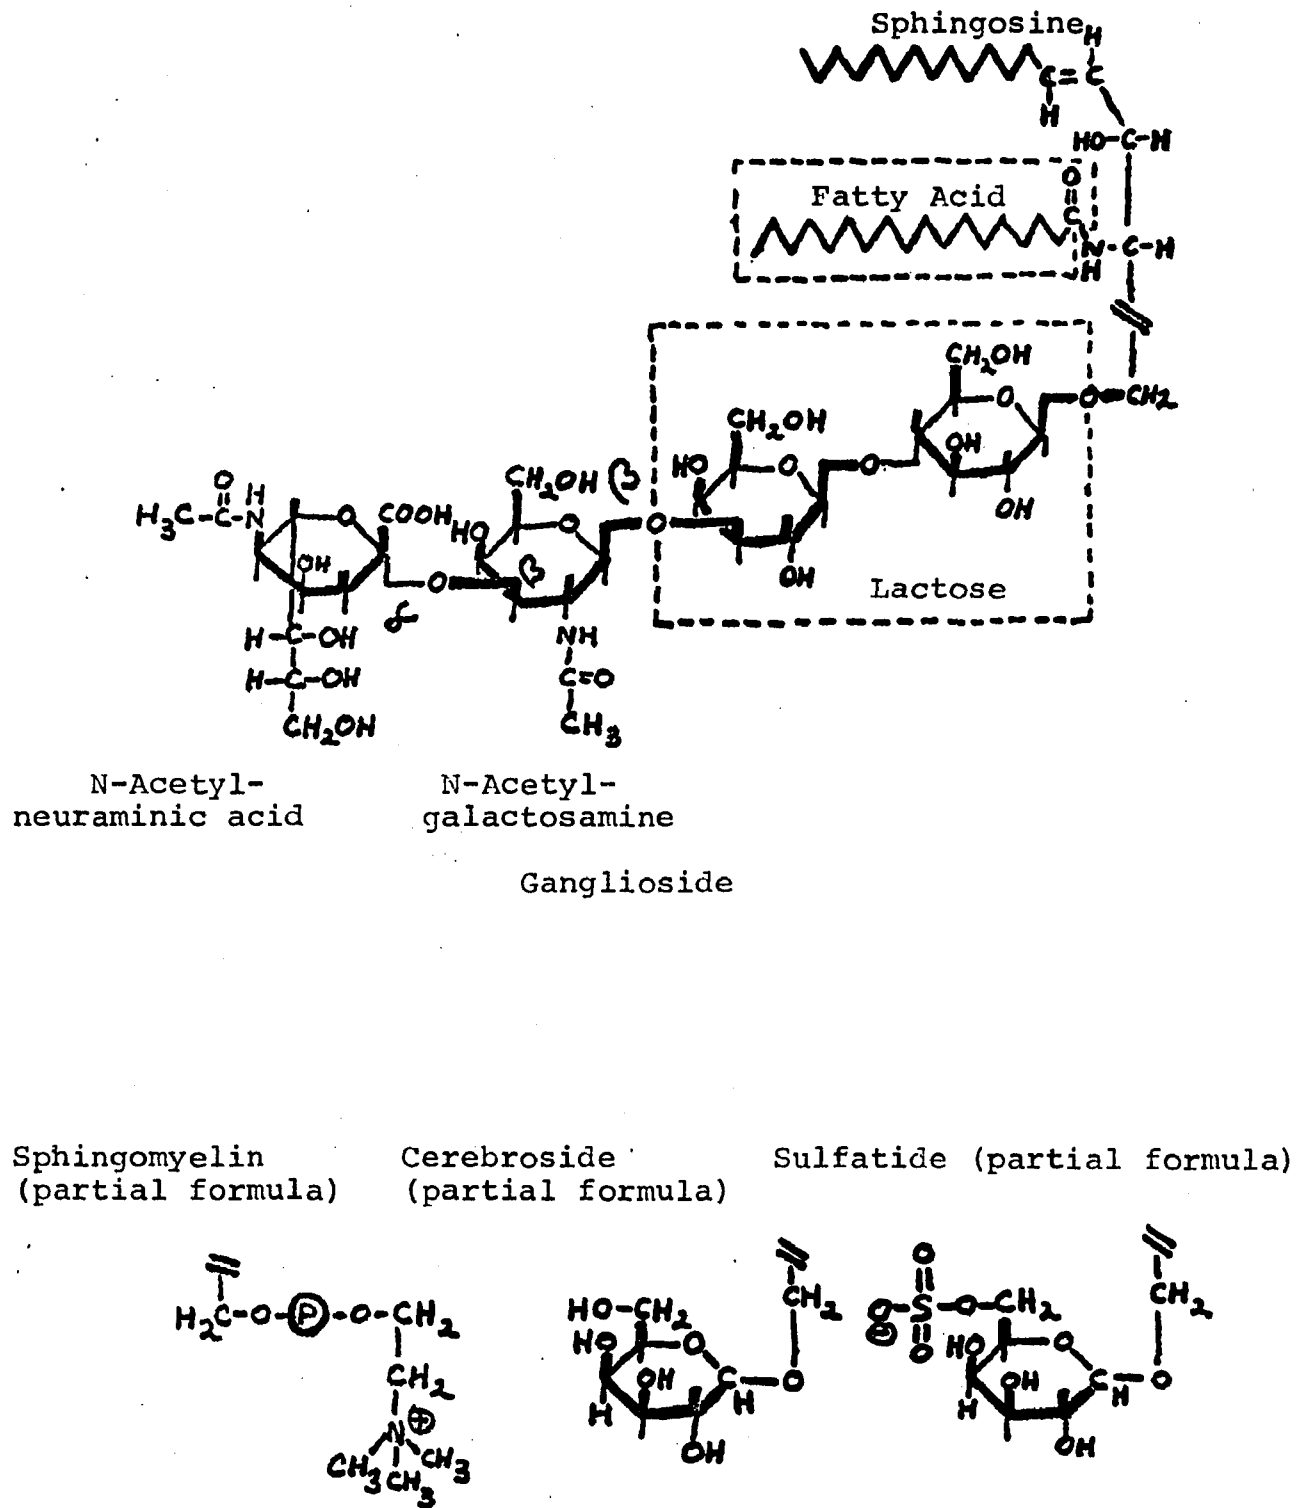 Sphingosine
H
C=C
H
HO-C-H
O
Fatty Acid
C
N-C-H
H
CH2OH
O
O-CH2
CH2OH
OH
HO
O
O
OH
CH2OH β
O
H
H3C-C-N
O
COOH
HO
O
O
OH
O
β
OH
Lactose
H-C-OH
NH
H-C-OH
C=O
CH2OH
CH3
N-Acetyl-
neuraminic acid
N-Acetyl-
galactosamine
Ganglioside
Sphingomyelin
(partial formula)
Cerebroside
(partial formula)
Sulfatide (partial formula)
H2C-O-P-O-CH2
CH2
N⊕
CH3
CH3
CH3
CH2
HO-CH2
HO
O
OH
C-O
H
H
OH
O
CH2
O-S-O-CH2
⊖
O
HO
O
OH
C-O
H
H
OH